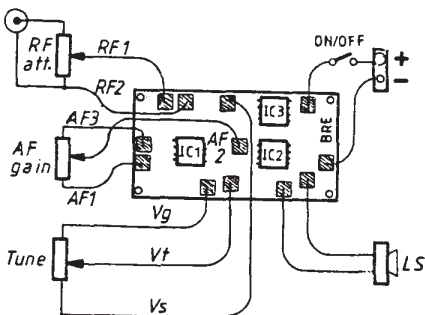 RF
att.
RF1
RF2
ON/OFF
+
−
AF3
AF
gain
AF1
IC1
AF
2
IC3
IC2
BRE
Vg
Tune
Vt
Vs
LS